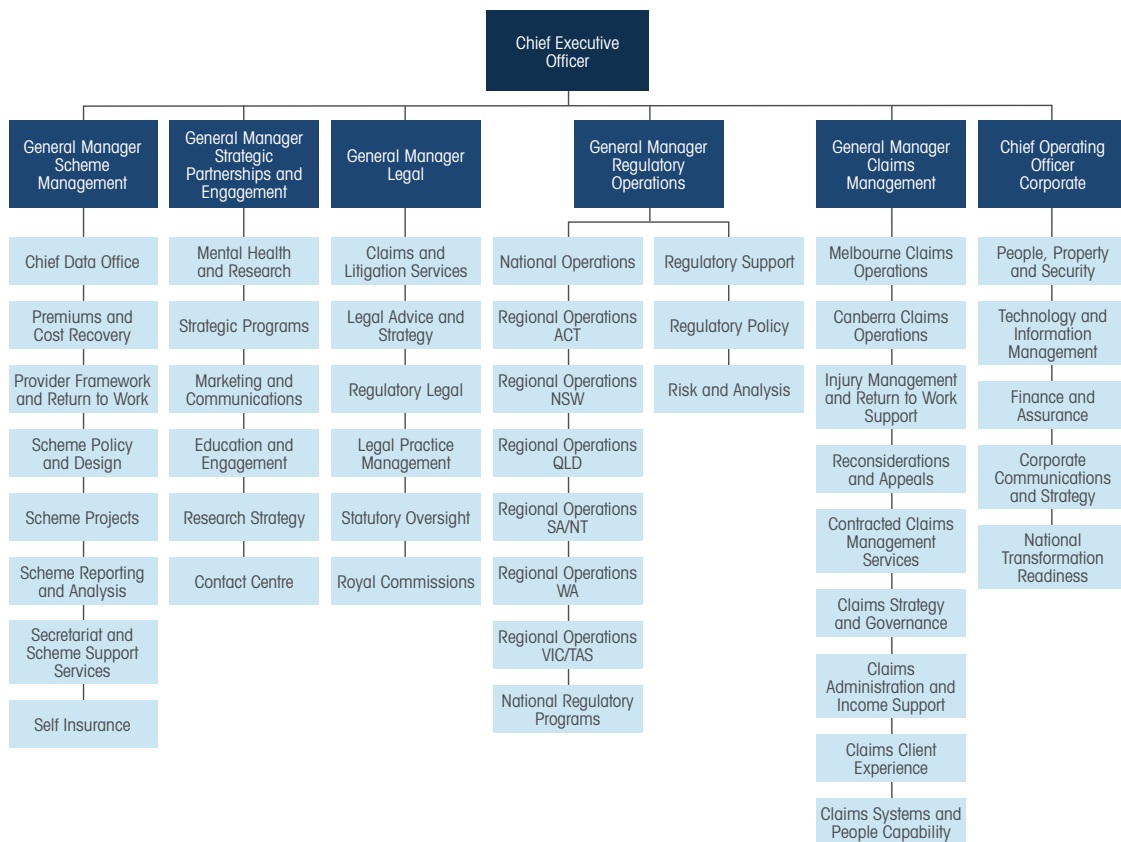 Chief Executive
Officer
General Manager
Scheme
Management
General Manager
Strategic
Partnerships and
Engagement
General Manager
Legal
General Manager
Regulatory
Operations
General Manager
Claims
Management
Chief Operating
Officer
Corporate
Chief Data Office
Premiums and
Cost Recovery
Provider Framework
and Return to Work
Scheme Policy
and Design
Scheme Projects
Scheme Reporting
and Analysis
Secretariat and
Scheme Support
Services
Self Insurance
Mental Health
and Research
Strategic Programs
Marketing and
Communications
Education and
Engagement
Research Strategy
Contact Centre
Claims and
Litigation Services
Legal Advice and
Strategy
Regulatory Legal
Legal Practice
Management
Statutory Oversight
Royal Commissions
National Operations
Regional Operations
ACT
Regional Operations
NSW
Regional Operations
QLD
Regional Operations
SA/NT
Regional Operations
WA
Regional Operations
VIC/TAS
National Regulatory
Programs
Regulatory Support
Regulatory Policy
Risk and Analysis
Melbourne Claims
Operations
Canberra Claims
Operations
Injury Management
and Return to Work
Support
Reconsiderations
and Appeals
Contracted Claims
Management
Services
Claims Strategy
and Governance
Claims
Administration and
Income Support
Claims Client
Experience
Claims Systems and
People Capability
People, Property
and Security
Technology and
Information
Management
Finance and
Assurance
Corporate
Communications
and Strategy
National
Transformation
Readiness